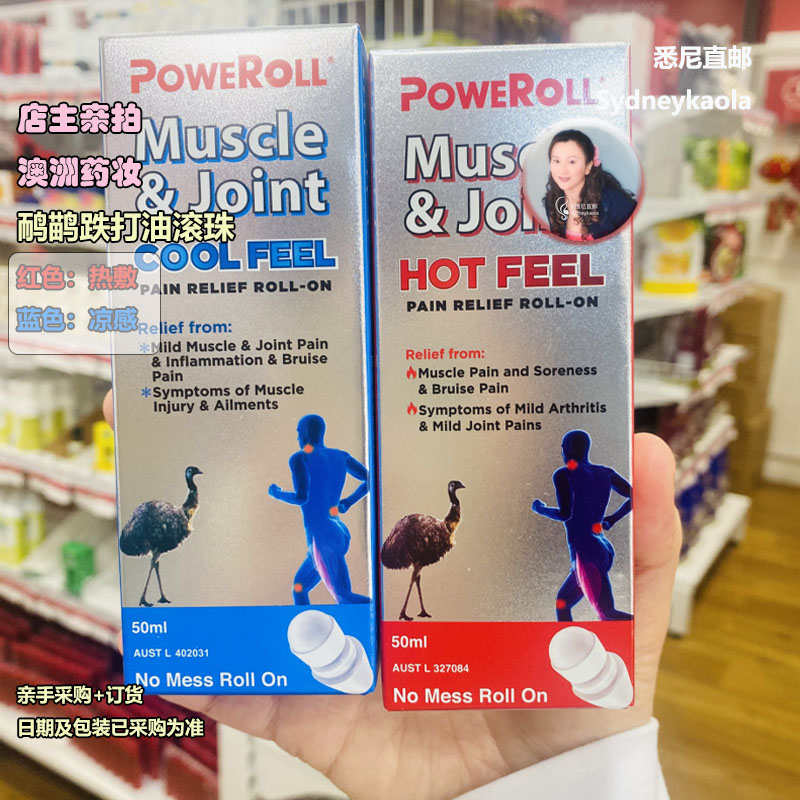 悉尼直邮
Sydneykaola
店主亲拍
澳洲药妆
鸸鹋跌打油滚珠
红色：热敷
蓝色：凉感
POWEROLL
Muscle
& Joint
COOL FEEL
PAIN RELIEF ROLL-ON
Relief from:
Mild Muscle & Joint Pain
& Inflammation & Bruise
Pain
Symptoms of Muscle
Injury & Ailments
50ml
AUST L 402031
No Mess Roll On
POWEROLL
HOT FEEL
PAIN RELIEF ROLL-ON
Relief from:
Muscle Pain and Soreness
& Bruise Pain
Symptoms of Mild Arthritis
& Mild Joint Pains
50ml
AUST L 327084
No Mess Roll On
悉尼直邮
Sydneykaola
亲手采购+订货
日期及包装已采购为准